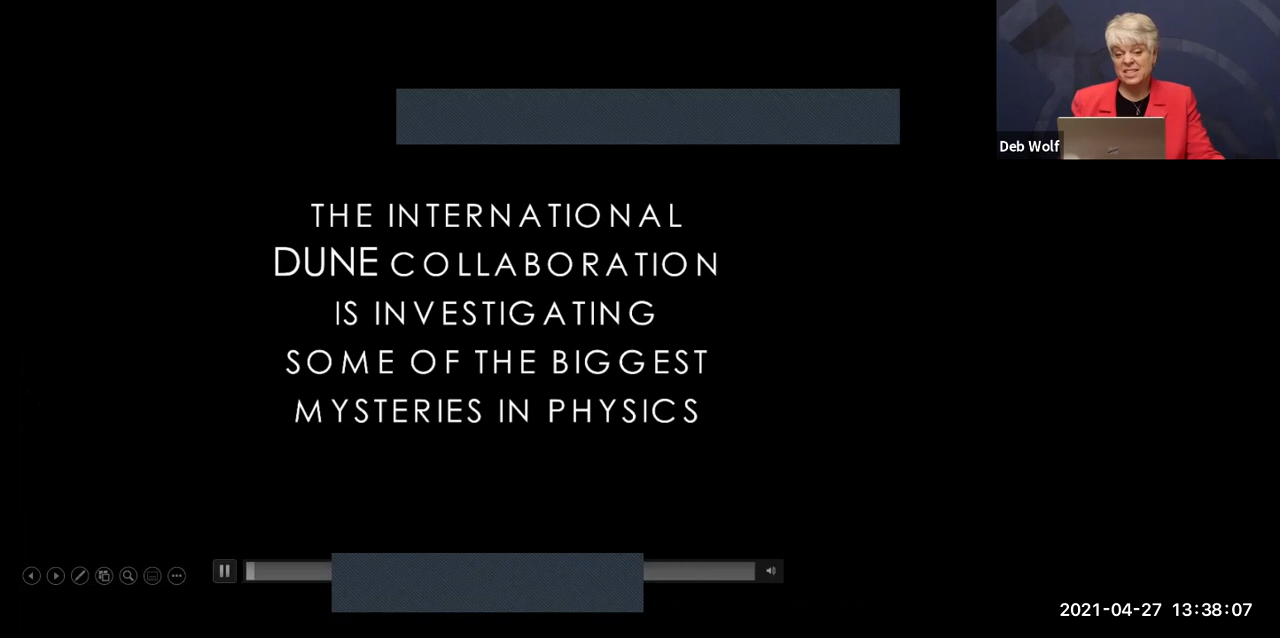 Deb Wolf
THE INTERNATIONAL
DUNE COLLABORATION
IS INVESTIGATING
SOME OF THE BIGGEST
MYSTERIES IN PHYSICS
2021-04-27 13:38:07